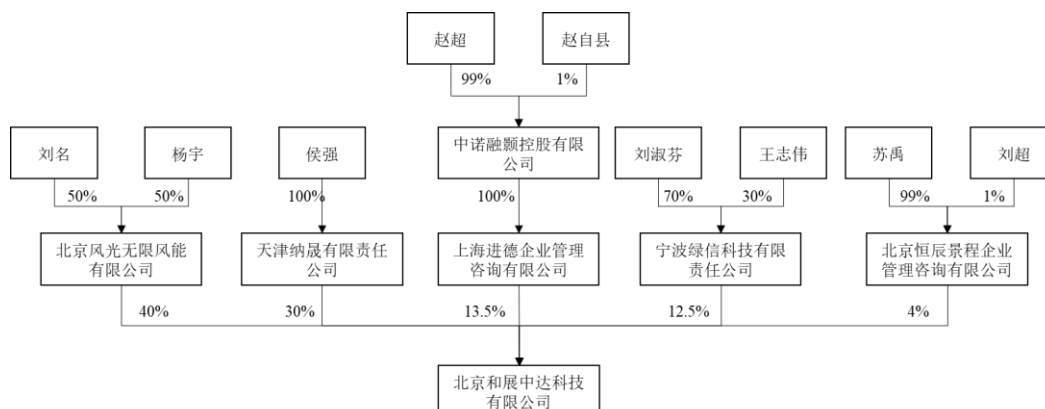 赵超
赵自县
99%
1%
刘名
杨宇
侯强
中诺融颢控股有限
公司
刘淑芬
王志伟
苏禹
刘超
50%
50%
100%
100%
70%
30%
99%
1%
北京风光无限风能
有限公司
天津纳晟有限责任
公司
上海进德企业管理
咨询有限公司
宁波绿信科技有限
责任公司
北京恒辰景程企业
管理咨询有限公司
40%
30%
13.5%
12.5%
4%
北京和展中达科技
有限公司